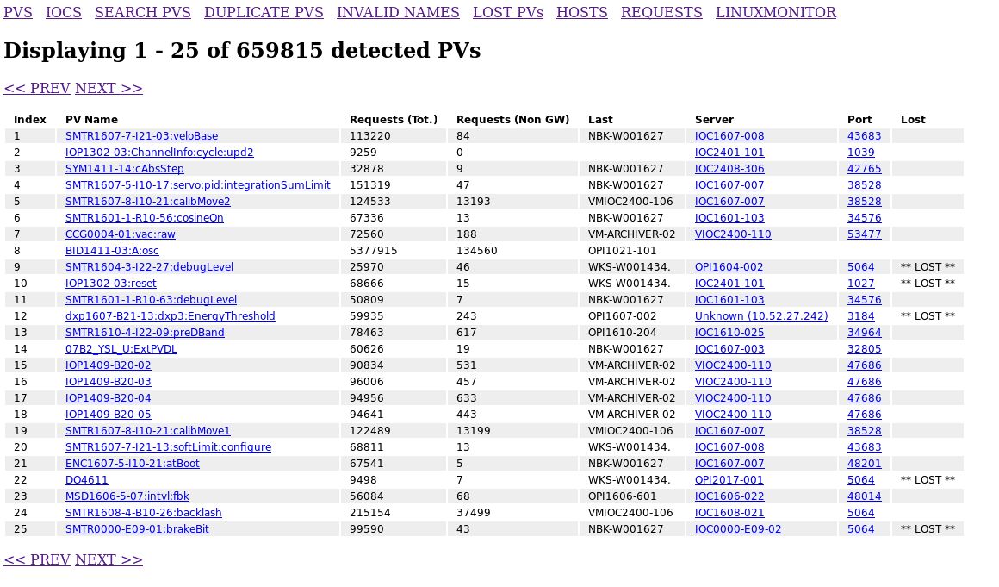 PVS IOCS SEARCH PVS DUPLICATE PVS INVALID NAMES LOST PVs HOSTS REQUESTS LINUXMONITOR
Displaying 1 - 25 of 659815 detected PVs
<< PREV NEXT >>
Index PV Name Requests (Tot.) Requests (Non GW) Last Server Port Lost
1 SMTR1607-7-I21-03:veloBase 113220 84 NBK-W001627 IOC1607-008 43683
2 IOP1302-03:ChannelInfo:cycle:upd2 9259 0 IOC2401-101 1039
3 SYM1411-14:cAbsStep 32878 9 NBK-W001627 IOC2408-306 42765
4 SMTR1607-5-I10-17:servo:pid:integrationSumLimit 151319 47 NBK-W001627 IOC1607-007 38528
5 SMTR1607-8-I10-21:calibMove2 124533 13193 VMIOC2400-106 IOC1607-007 38528
6 SMTR1601-1-R10-56:cosineOn 67336 13 NBK-W001627 IOC1601-103 34576
7 CCG0004-01:vac:raw 72560 188 VM-ARCHIVER-02 VIOC2400-110 53477
8 BID1411-03:A:osc 5377915 134560 OPI1021-101
9 SMTR1604-3-I22-27:debugLevel 25970 46 WKS-W001434. OPI1604-002 5064 ** LOST **
10 IOP1302-03:reset 68666 15 WKS-W001434. IOC2401-101 1027 ** LOST **
11 SMTR1601-1-R10-63:debugLevel 50809 7 NBK-W001627 IOC1601-103 34576
12 dxp1607-B21-13:dxp3:EnergyThreshold 59935 243 OPI1607-002 Unknown (10.52.27.242) 3184 ** LOST **
13 SMTR1610-4-I22-09:preDBand 78463 617 OPI1610-204 IOC1610-025 34964
14 07B2_YSL_U:ExtPVDL 60626 19 NBK-W001627 IOC1607-003 32805
15 IOP1409-B20-02 90834 531 VM-ARCHIVER-02 VIOC2400-110 47686
16 IOP1409-B20-03 96006 457 VM-ARCHIVER-02 VIOC2400-110 47686
17 IOP1409-B20-04 94956 633 VM-ARCHIVER-02 VIOC2400-110 47686
18 IOP1409-B20-05 94641 443 VM-ARCHIVER-02 VIOC2400-110 47686
19 SMTR1607-8-I10-21:calibMove1 122489 13199 VMIOC2400-106 IOC1607-007 38528
20 SMTR1607-7-I21-13:softLimit:configure 68811 13 WKS-W001434. IOC1607-008 43683
21 ENC1607-5-I10-21:atBoot 67541 5 NBK-W001627 IOC1607-007 48201
22 DO4611 9498 7 WKS-W001434. OPI2017-001 5064 ** LOST **
23 MSD1606-5-07:intvl:fbk 56084 68 OPI1606-601 IOC1606-022 48014
24 SMTR1608-4-B10-26:backlash 215154 37499 VMIOC2400-106 IOC1608-021 5064
25 SMTR0000-E09-01:brakeBit 99590 43 NBK-W001627 IOC0000-E09-02 5064 ** LOST **
<< PREV NEXT >>